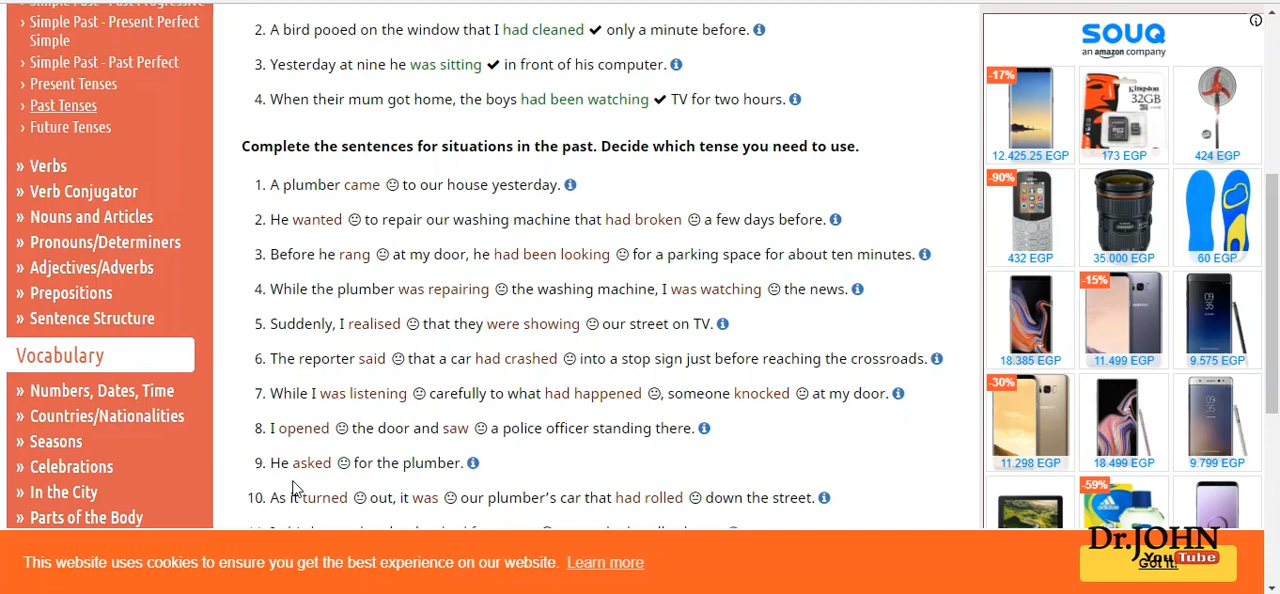 › Simple Past - Present Perfect
Simple
› Simple Past - Past Perfect
› Present Tenses
› Past Tenses
› Future Tenses
» Verbs
» Verb Conjugator
» Nouns and Articles
» Pronouns/Determiners
» Adjectives/Adverbs
» Prepositions
» Sentence Structure
Vocabulary
» Numbers, Dates, Time
» Countries/Nationalities
» Seasons
» Celebrations
» In the City
» Parts of the Body
2. A bird pooed on the window that I had cleaned ✔ only a minute before.
3. Yesterday at nine he was sitting ✔ in front of his computer.
4. When their mum got home, the boys had been watching ✔ TV for two hours.
Complete the sentences for situations in the past. Decide which tense you need to use.
1. A plumber came to our house yesterday.
2. He wanted to repair our washing machine that had broken a few days before.
3. Before he rang at my door, he had been looking for a parking space for about ten minutes.
4. While the plumber was repairing the washing machine, I was watching the news.
5. Suddenly, I realised that they were showing our street on TV.
6. The reporter said that a car had crashed into a stop sign just before reaching the crossroads.
7. While I was listening carefully to what had happened, someone knocked at my door.
8. I opened the door and saw a police officer standing there.
9. He asked for the plumber.
10. As it turned out, it was our plumber's car that had rolled down the street.
SOUQ
an amazon company
-17%
Kingston
32GB
12.425.25 EGP
173 EGP
424 EGP
-90%
432 EGP
35.000 EGP
60 EGP
-15%
18.385 EGP
11.499 EGP
9.575 EGP
-30%
11.298 EGP
18.499 EGP
9.799 EGP
-59%
This website uses cookies to ensure you get the best experience on our website. Learn more
Dr.JOHN
YouTube
Got it!